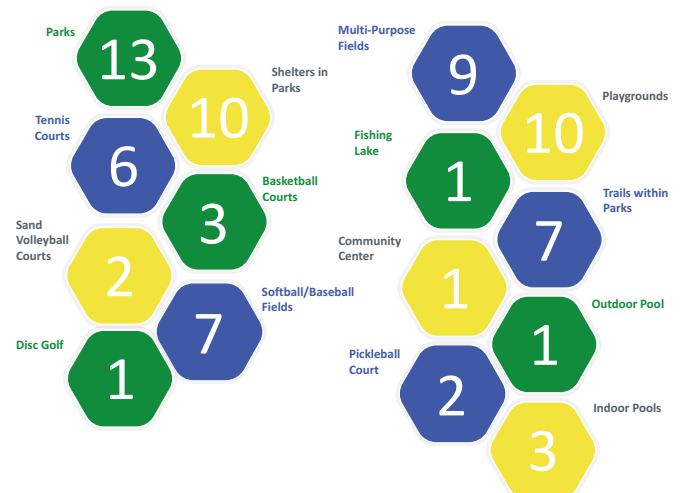 Parks
13
Shelters in
Parks
10
Tennis
Courts
6
Basketball
Courts
3
Sand
Volleyball
Courts
2
Softball/Baseball
Fields
7
Disc Golf
1
Multi-Purpose
Fields
9
Playgrounds
10
Fishing
Lake
1
Trails within
Parks
7
Community
Center
1
Outdoor Pool
1
Pickleball
Court
2
Indoor Pools
3